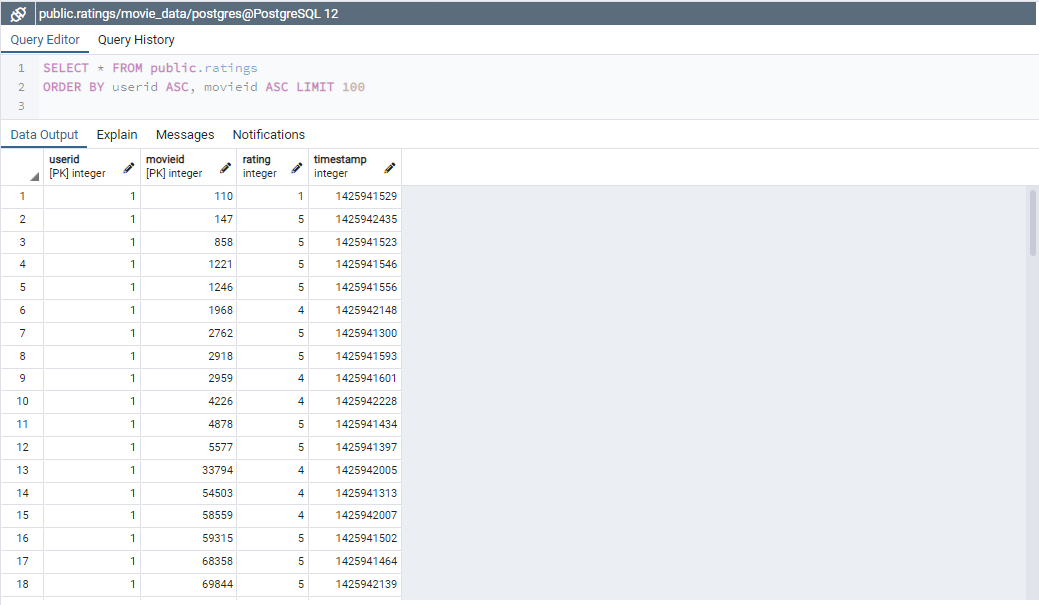 public.ratings/movie_data/postgres@PostgreSQL 12
Query Editor Query History
1 SELECT * FROM public.ratings
2 ORDER BY userid ASC, movieid ASC LIMIT 100
3
Data Output Explain Messages Notifications
userid movieid rating timestamp
[PK] integer [PK] integer integer integer
1 1 110 1 1425941529
2 1 147 5 1425942435
3 1 858 5 1425941523
4 1 1221 5 1425941546
5 1 1246 5 1425941556
6 1 1968 4 1425942148
7 1 2762 5 1425941300
8 1 2918 5 1425941593
9 1 2959 4 1425941601
10 1 4226 4 1425942228
11 1 4878 5 1425941434
12 1 5577 5 1425941397
13 1 33794 4 1425942005
14 1 54503 4 1425941313
15 1 58559 4 1425942007
16 1 59315 5 1425941502
17 1 68358 5 1425941464
18 1 69844 5 1425942139